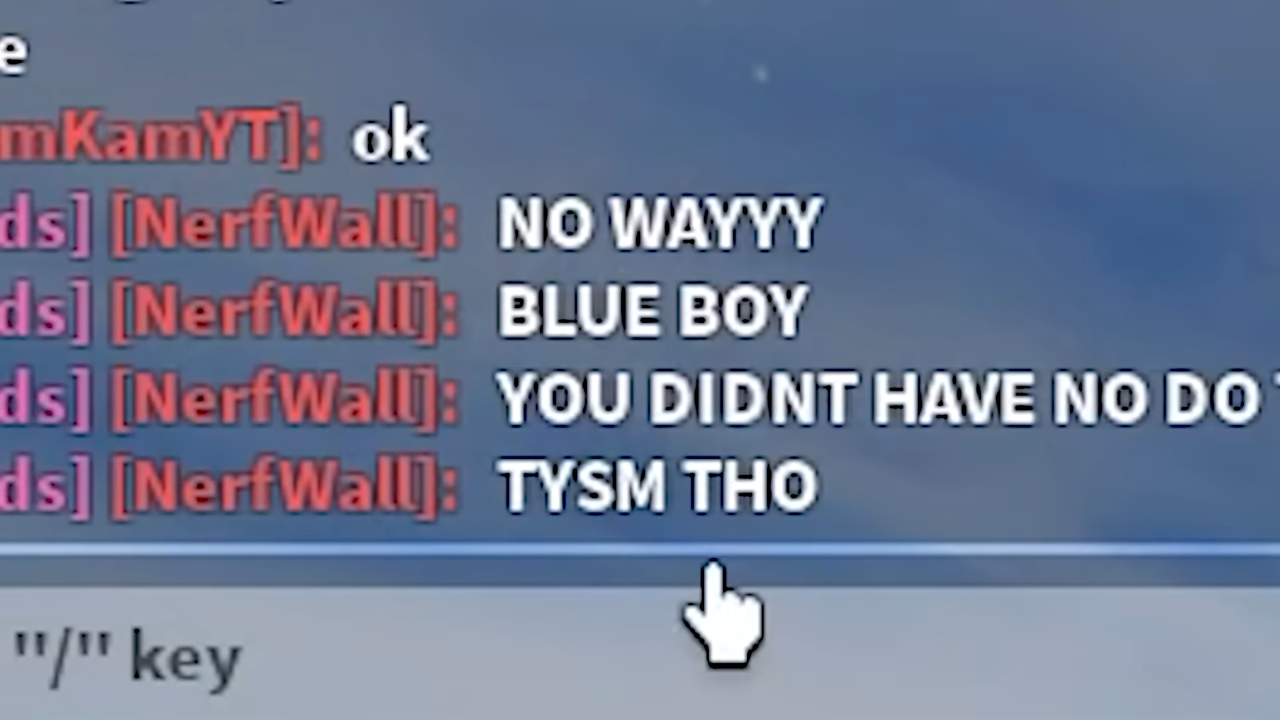 e
mKamYT]: ok
ds] [NerfWall]: NO WAYYY
ds] [NerfWall]: BLUE BOY
ds] [NerfWall]: YOU DIDNT HAVE NO DO
ds] [NerfWall]: TYSM THO
"/" key